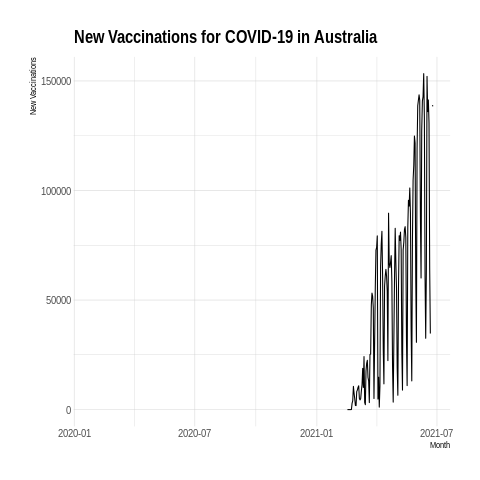 New Vaccinations for COVID-19 in Australia
New Vaccinations
150000
100000
50000
0
2020-01
2020-07
2021-01
2021-07
Month